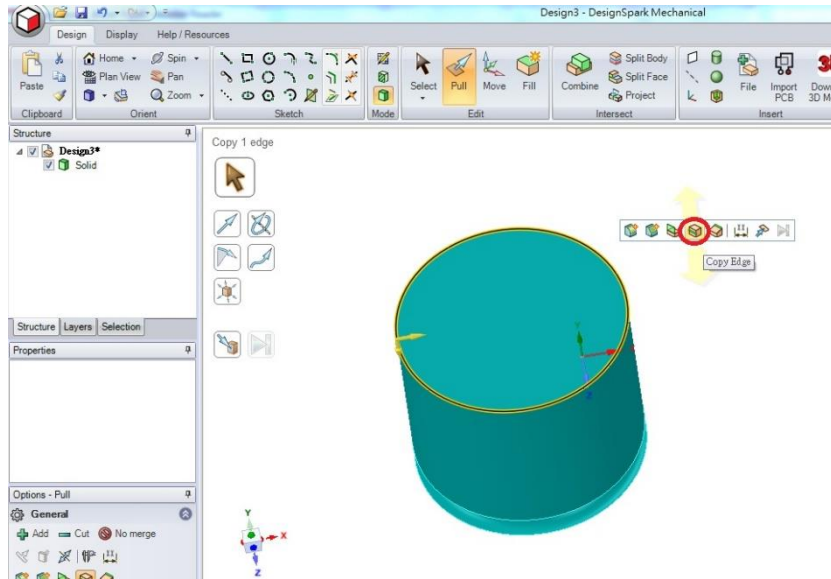 Design3 - DesignSpark Mechanical
Design Display Help / Resources
Paste
Home Spin
Plan View Pan
Zoom
Select Pull Move Fill
Combine
Split Body
Split Face
Project
File Import PCB
Clipboard Orient Sketch Mode Edit Intersect Insert
Structure
Design3*
Solid
Structure Layers Selection
Properties
Options - Pull
General
Add Cut No merge
Copy 1 edge
Copy Edge
Y
X
Z
Y
Z